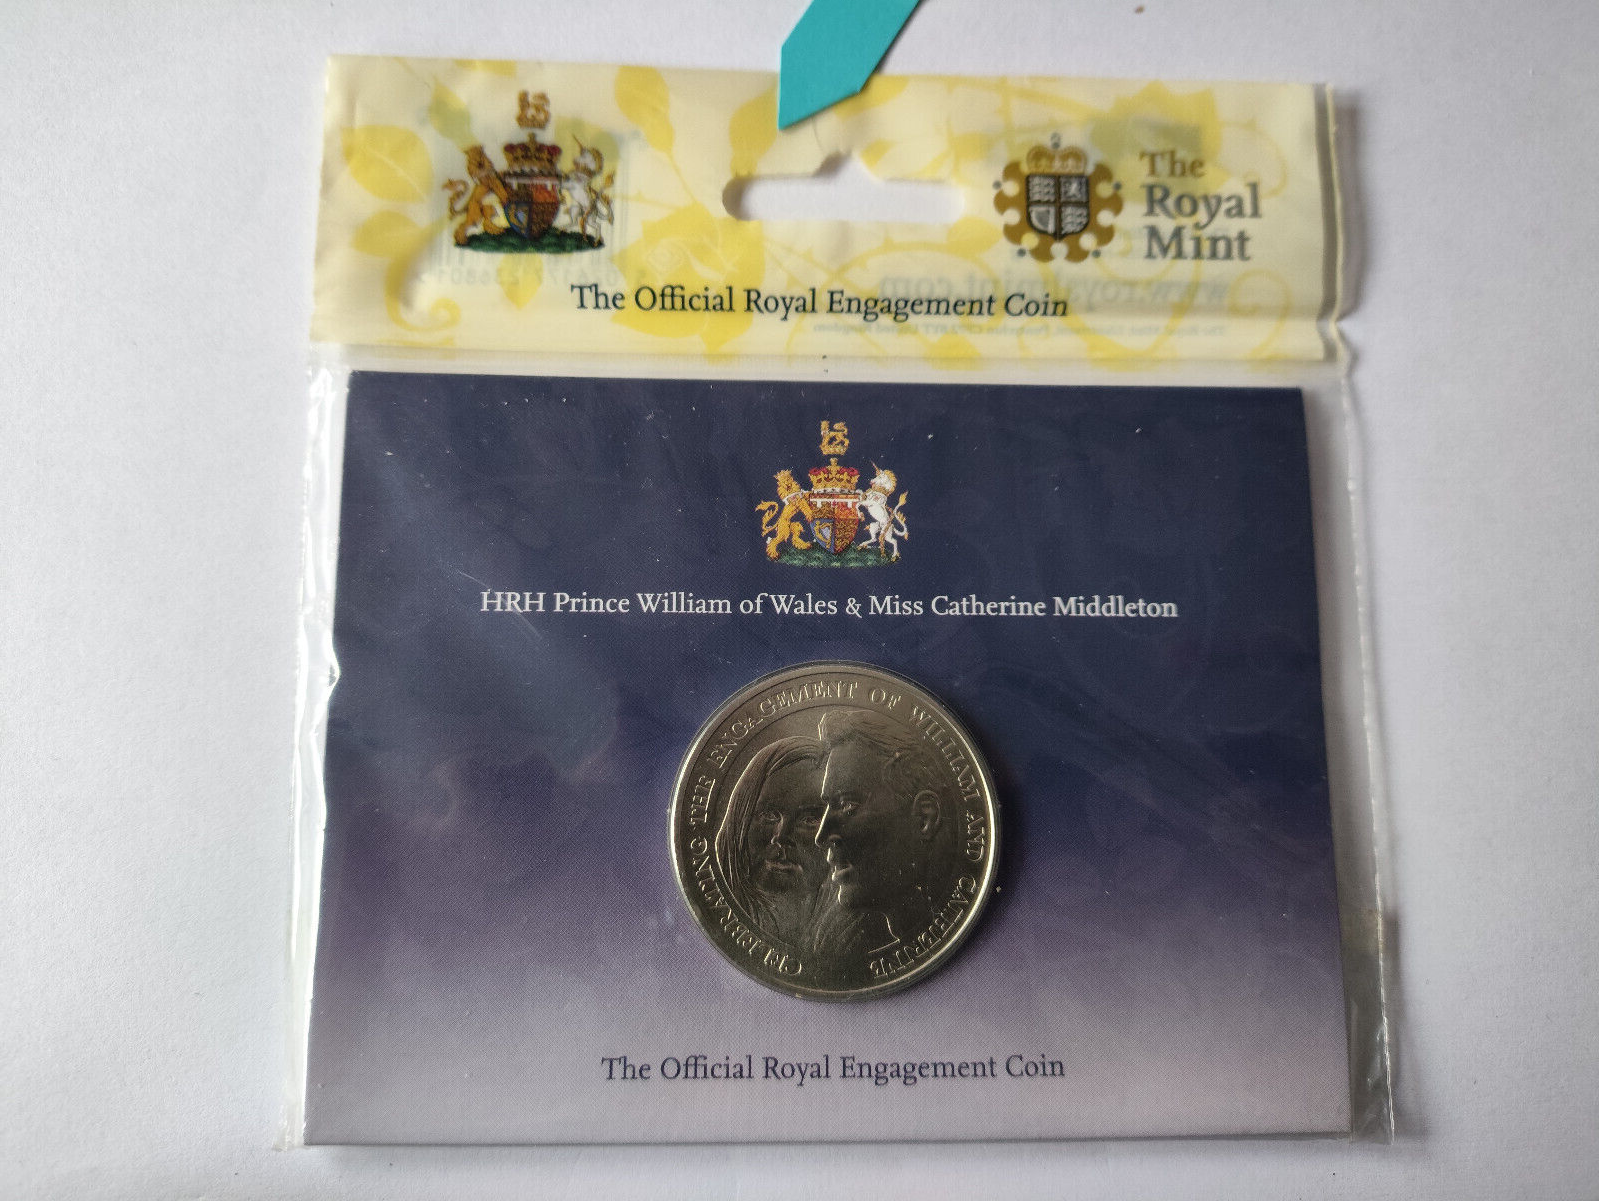 The
Royal
Mint
The Official Royal Engagement Coin
HRH Prince William of Wales & Miss Catherine Middleton
CELEBRATING THE ENGAGEMENT OF WILLIAM AND CATHERINE
The Official Royal Engagement Coin